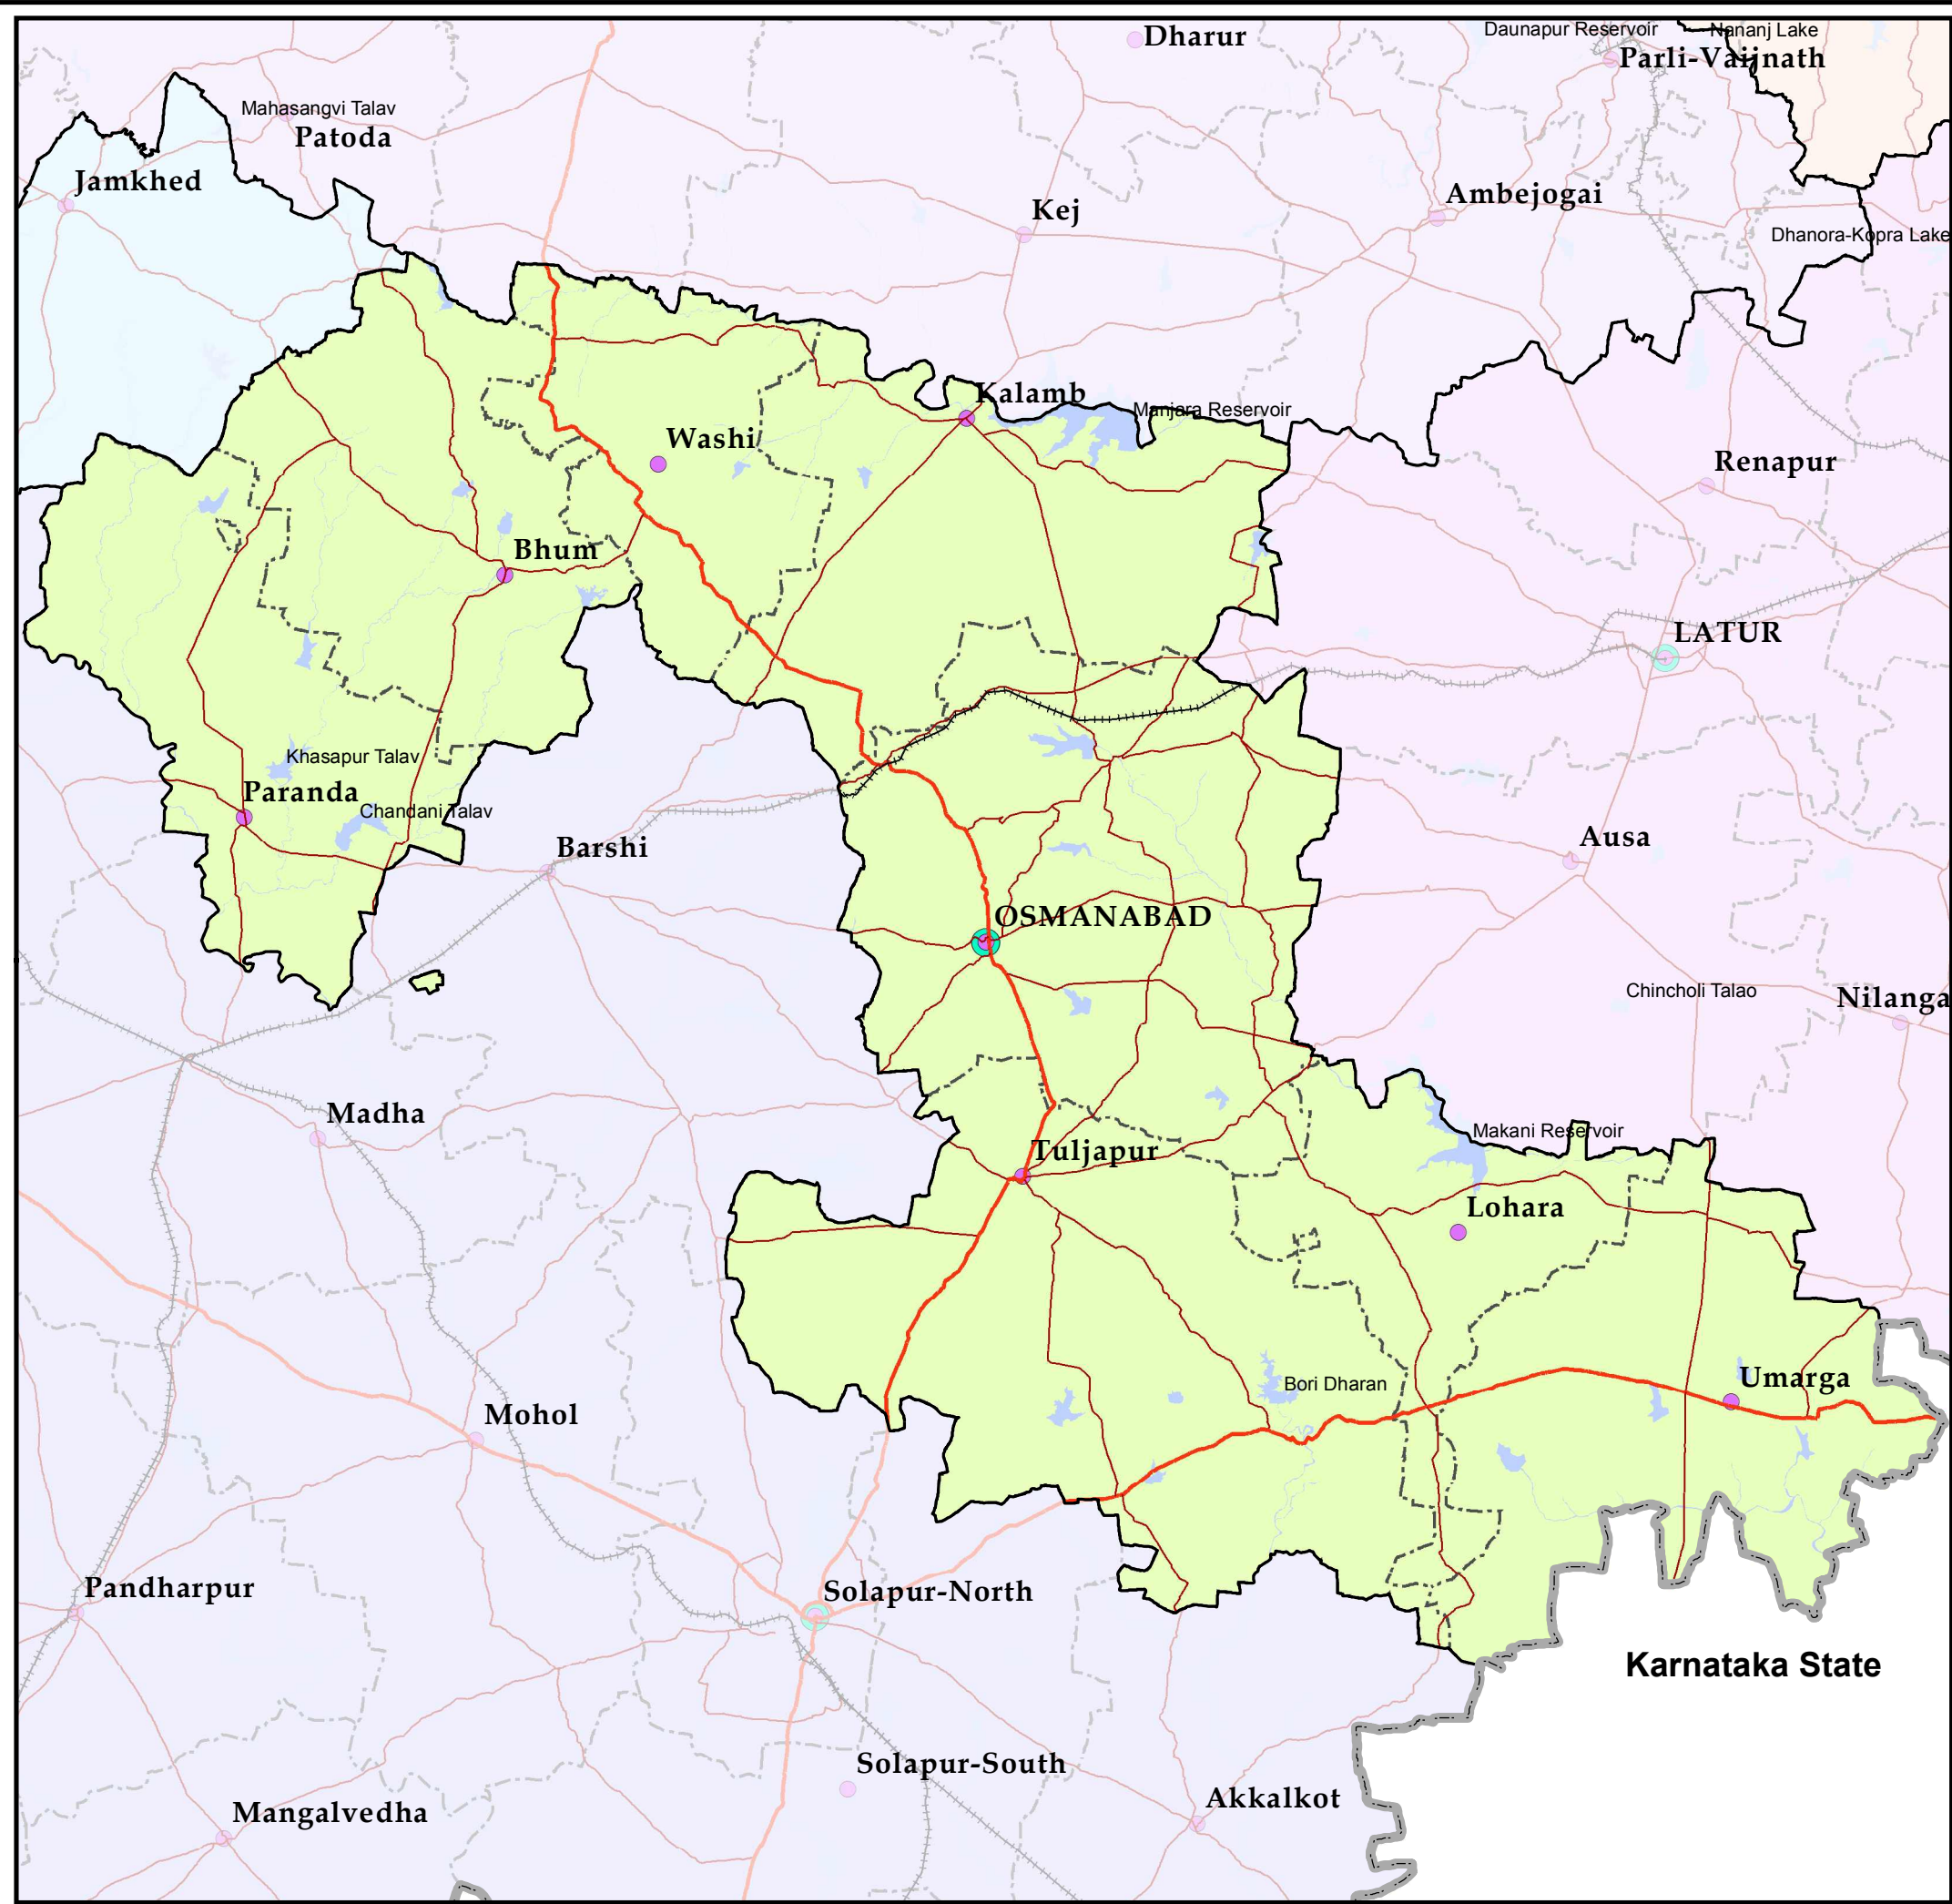 Daunapur Reservoir
Nananj Lake
Dharur
Parli-Vaijnath
Mahasangvi Talav
Patoda
Jamkhed
Ambejogai
Kej
Dhanora-Kopra Lake
Kalamb
Manjara Reservoir
Washi
Renapur
Bhum
LATUR
Khasapur Talav
Paranda
Chandani Talav
Barshi
Ausa
OSMANABAD
Chincholi Talao
Nilanga
Madha
Makani Reservoir
Tuljapur
Lohara
Bori Dharan
Umarga
Mohol
Pandharpur
Solapur-North
Karnataka State
Solapur-South
Akkalkot
Mangalvedha